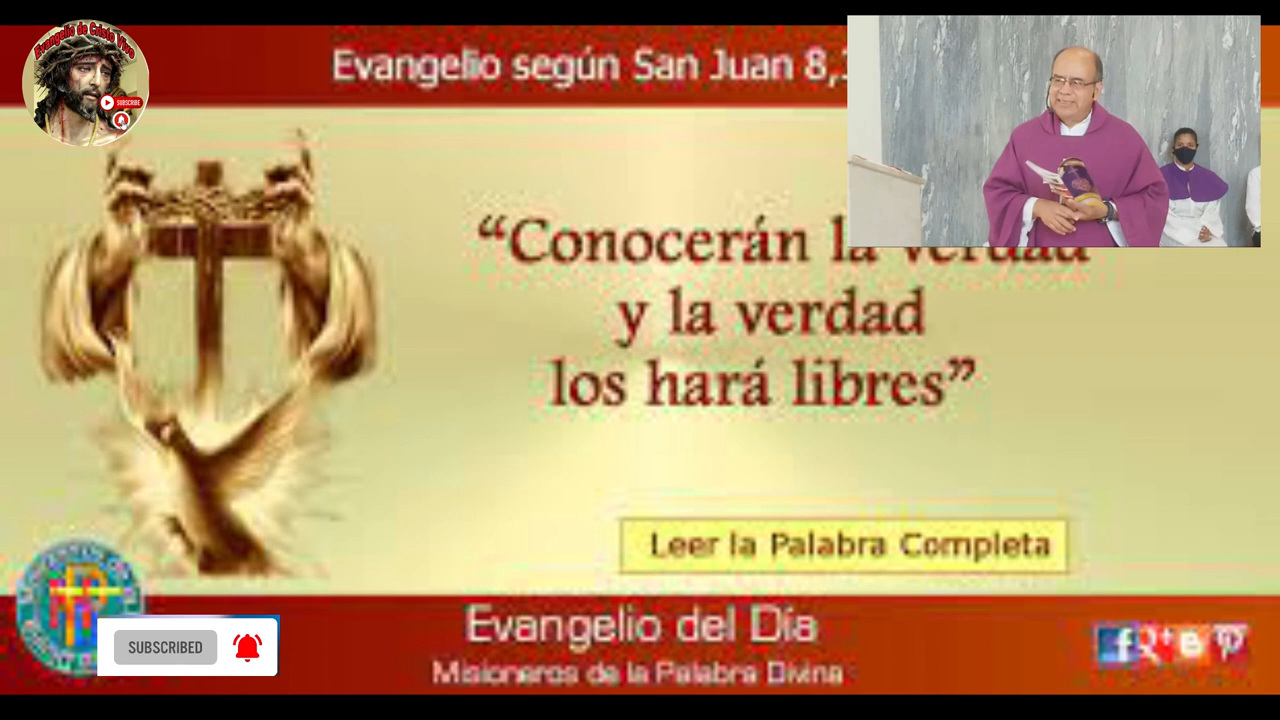 Evangelio de Cristo Vivo
SUBSCRIBE
Evangelio según San Juan 8,
“Conocerán la verdad
y la verdad
los hará libres”
Leer la Palabra Completa
Evangelio del Día
Misioneros de la Palabra Divina
SUBSCRIBED